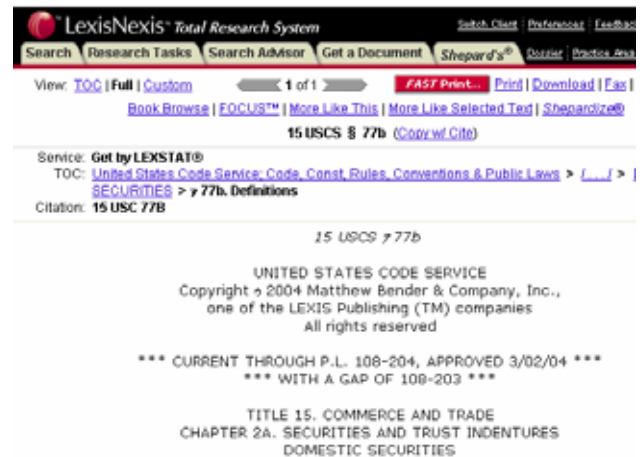 LexisNexis™ Total Research System
Switch Client | Preferences | Feedback
Search Research Tasks Search Advisor Get a Document Shepard's® Dossier
View: TOC | Full | Custom 1 of 1 FAST Print... Print | Download | Fax |
Book Browse | FOCUS™ | More Like This | More Like Selected Text | Shepardize®
15 USCS § 77b (Copy w/ Cite)
Service: Get by LEXSTAT®
TOC: United States Code Service; Code, Const, Rules, Conventions & Public Laws > /. . ./ >
SECURITIES > 77b. Definitions
Citation: 15 USC 77B
15 USCS 77b
UNITED STATES CODE SERVICE
Copyright 2004 Matthew Bender & Company, Inc.,
one of the LEXIS Publishing (TM) companies
All rights reserved
*** CURRENT THROUGH P.L. 108-204, APPROVED 3/02/04 ***
*** WITH A GAP OF 108-203 ***
TITLE 15. COMMERCE AND TRADE
CHAPTER 2A. SECURITIES AND TRUST INDENTURES
DOMESTIC SECURITIES